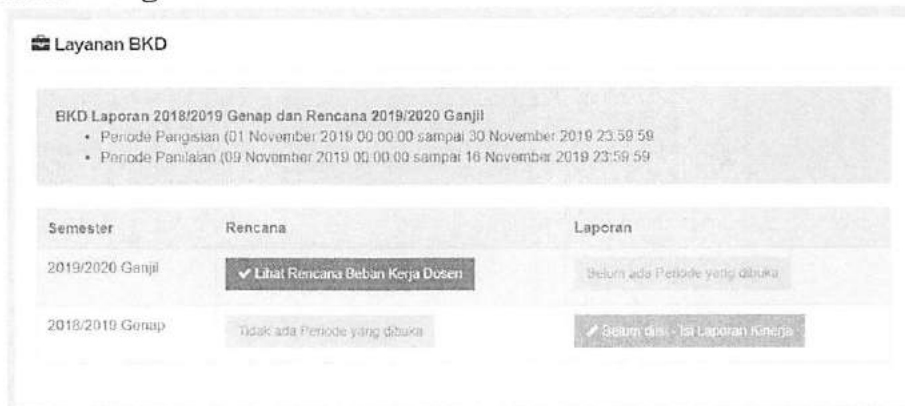 Layanan BKD
BKD Laporan 2018/2019 Genap dan Rencana 2019/2020 Ganjil
• Periode Pengisian (01 November 2019 00:00:00 sampai 30 November 2019 23:59:59
• Periode Penilaian (09 November 2019 00:00:00 sampai 16 November 2019 23:59:59
Semester Rencana Laporan
2019/2020 Ganjil ✔ Lihat Rencana Beban Kerja Dosen Belum ada Periode yang dibuka
2018/2019 Genap Tidak ada Periode yang dibuka Belum diisi - Isi Laporan Kinerja